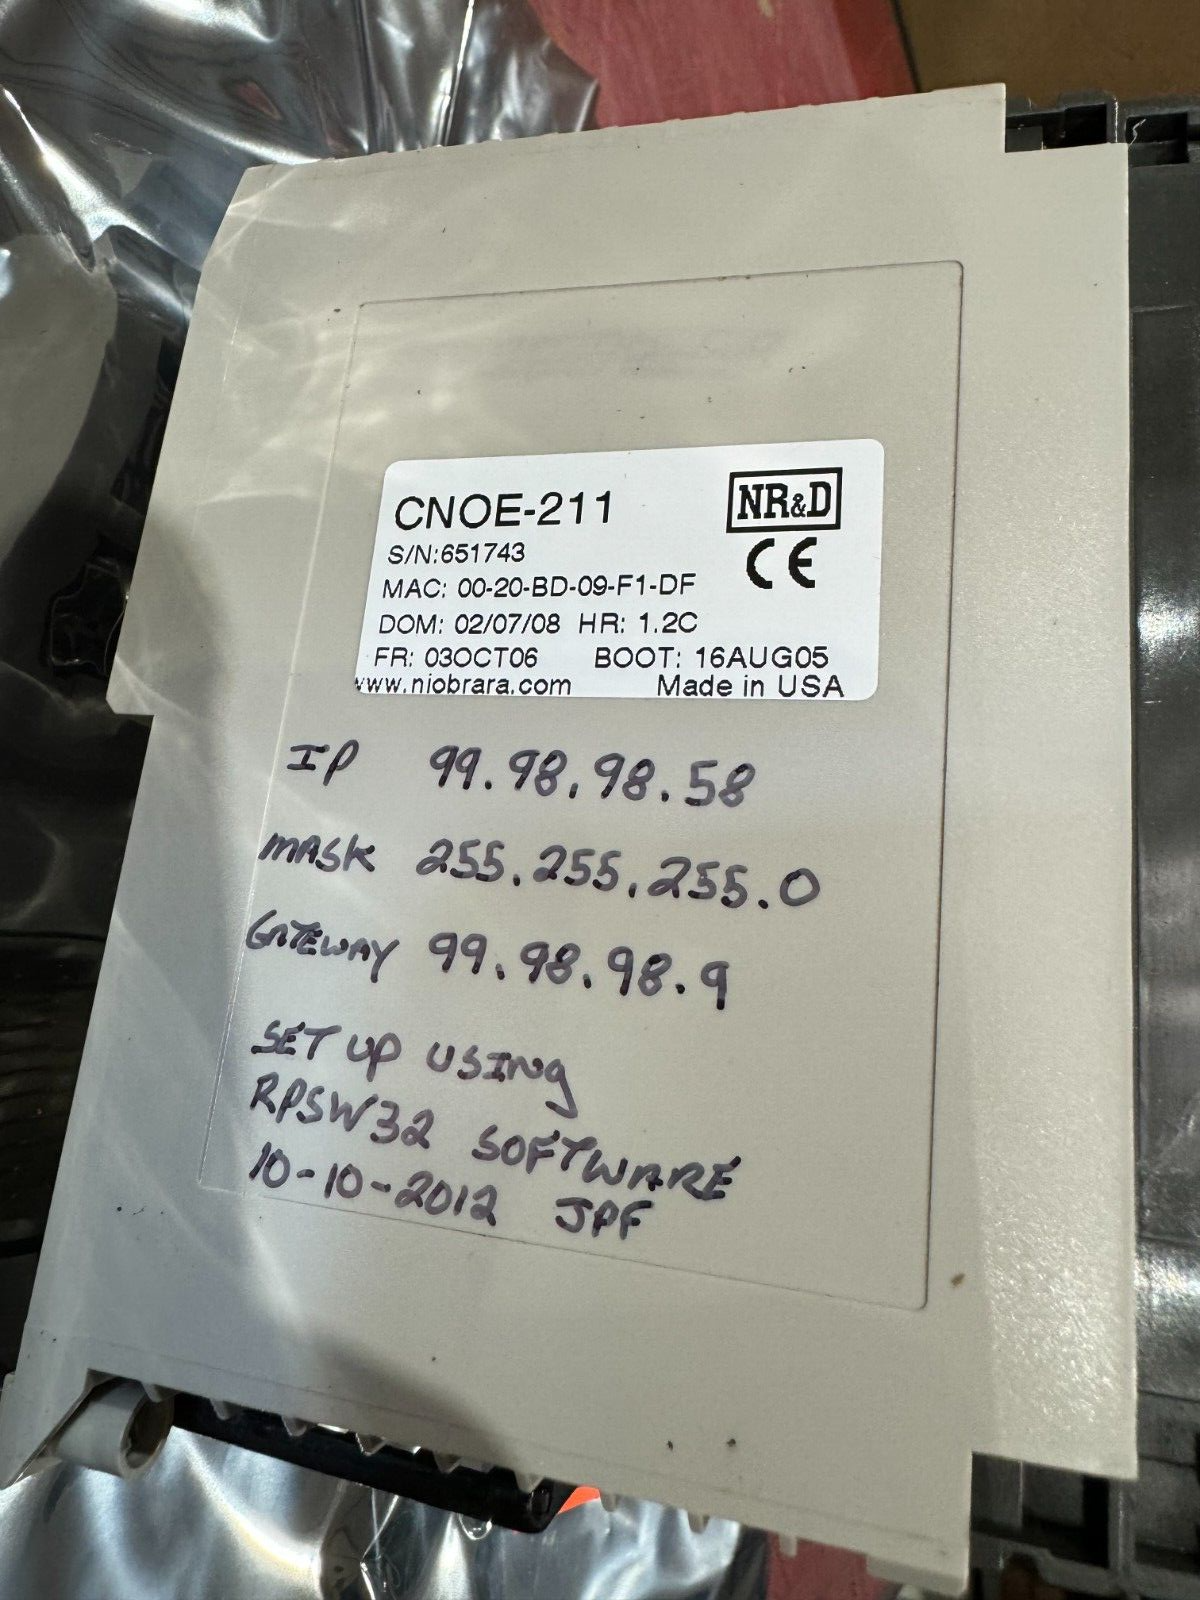 CNOE-211
NR&D
S/N:651743
CE
MAC: 00-20-BD-09-F1-DF
DOM: 02/07/08 HR: 1.2C
FR: 03OCT06 BOOT: 16AUG05
www.niobrara.com Made in USA
IP 99.98.98.58
MASK 255.255.255.0
GATEWAY 99.98.98.9
SET UP USING
RPSW32 SOFTWARE
10-10-2012 JPF